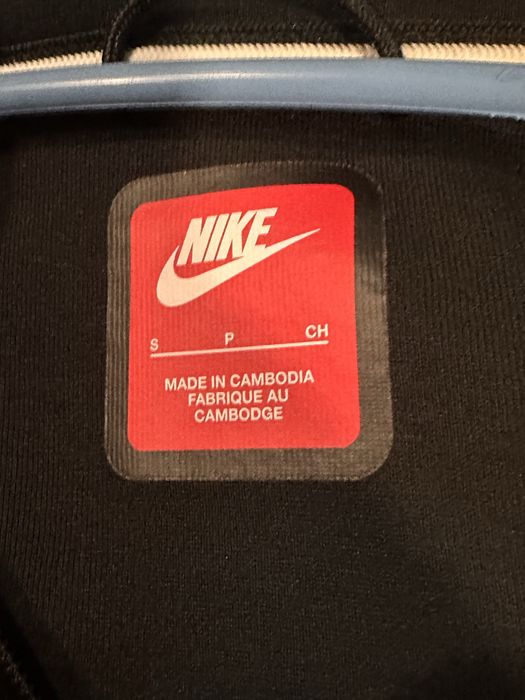 NIKE
S P CH
MADE IN CAMBODIA
FABRIQUE AU
CAMBODGE